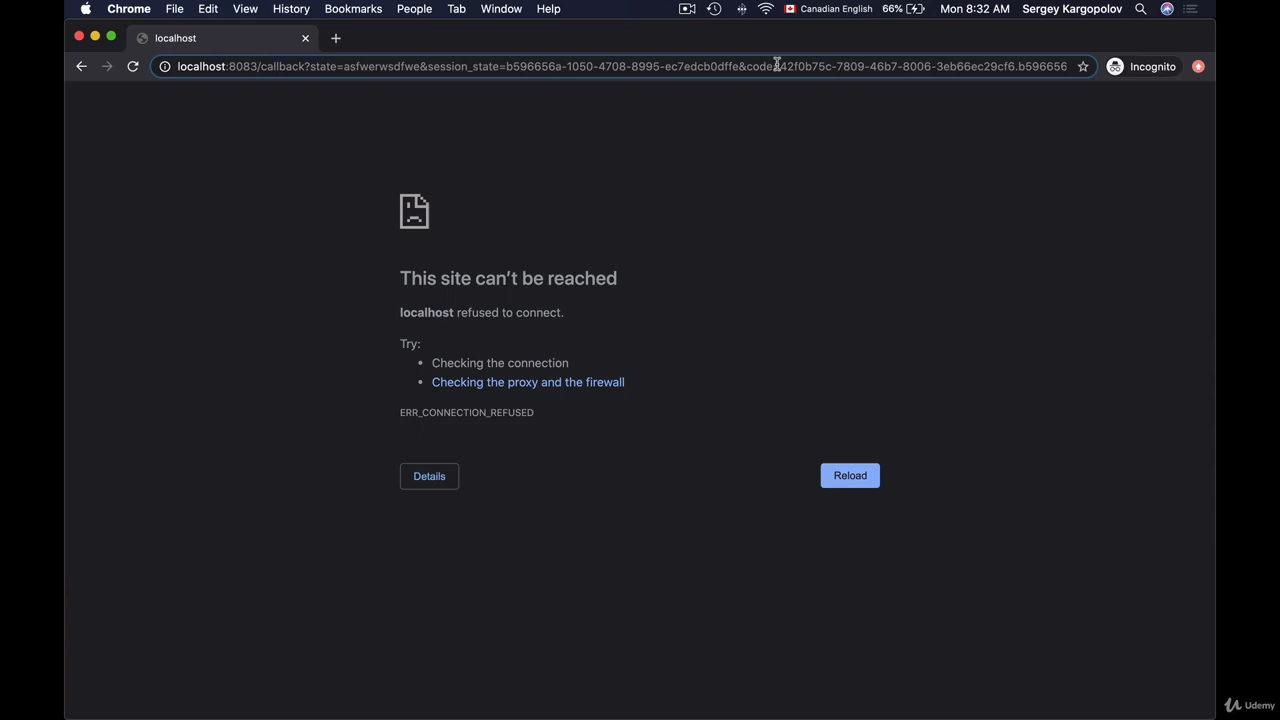 Chrome File Edit View History Bookmarks People Tab Window Help Canadian English 66% Mon 8:32 AM Sergey Kargopolov
localhost
localhost:8083/callback?state=asfwerwsdfwe&session_state=b596656a-1050-4708-8995-ec7edcb0dffe&code=42f0b75c-7809-46b7-8006-3eb66ec29cf6.b596656 Incognito
This site can't be reached
localhost refused to connect.
Try:
• Checking the connection
• Checking the proxy and the firewall
ERR_CONNECTION_REFUSED
Details Reload
Udemy